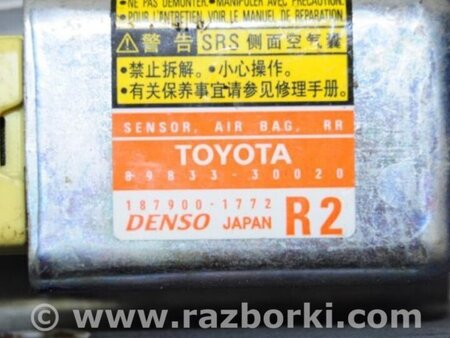 •NE PAS DEMONTER.•MANIPULER AVEC PRECAUTION.
•POUR L'ENTRETIEN, VOIR LE MANUEL DE REPARATION
警 告 SRS 侧面空气囊
•禁止拆解。•小心操作。
•有关保养事宜请参见修理手册.
SENSOR, AIR BAG, RR
TOYOTA
89833-30020
187900-1772
DENSO JAPAN R2
© www.razborki.com